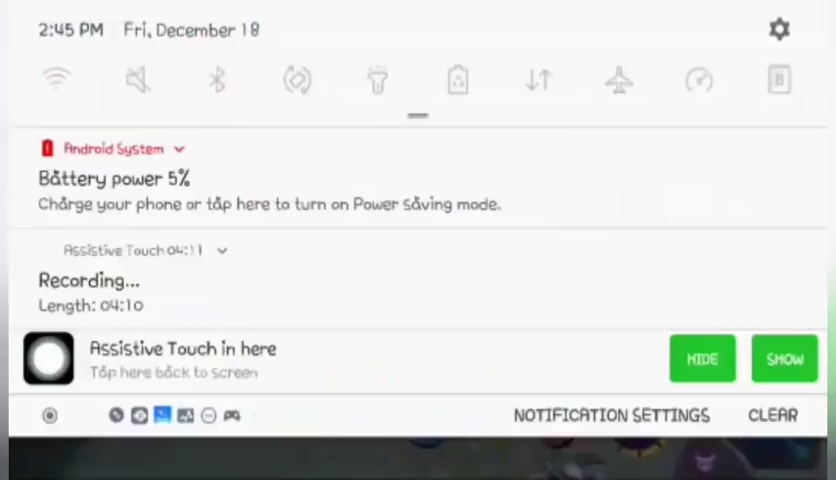 2:45 PM Fri, December 18
Android System
Battery power 5%
Charge your phone or tap here to turn on Power saving mode.
Assistive Touch 04:11
Recording...
Length: 04:10
Assistive Touch in here
Tap here back to screen
HIDE
SHOW
NOTIFICATION SETTINGS
CLEAR